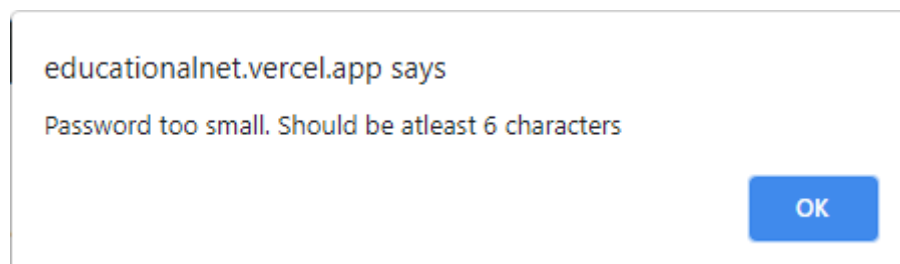 educationalnet.vercel.app says
Password too small. Should be atleast 6 characters
OK